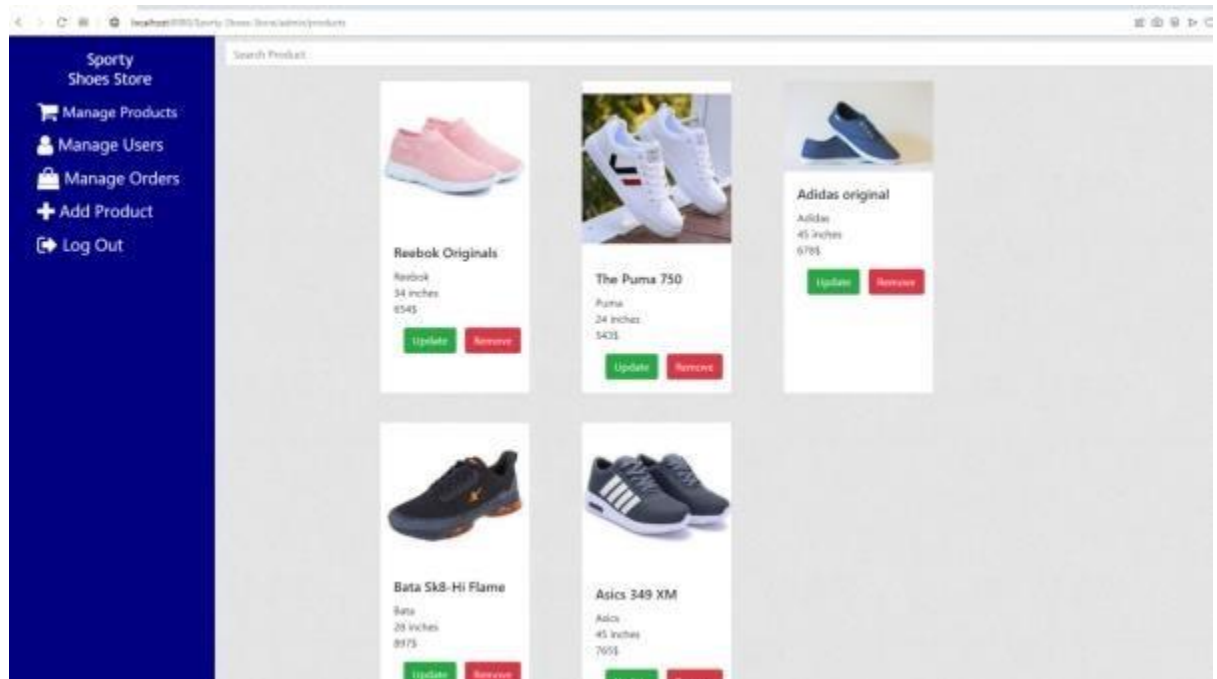 Sporty
Shoes Store
Manage Products
Manage Users
Manage Orders
Add Product
Log Out
Search Product
Reebok Originals
Reebok
34 inches
654$
Update Remove
The Puma 750
Puma
24 inches
543$
Update Remove
Adidas original
Adidas
45 inches
678$
Update Remove
Bata Sk8-Hi Flame
Bata
28 inches
897$
Update Remove
Asics 349 XM
Asics
45 inches
765$